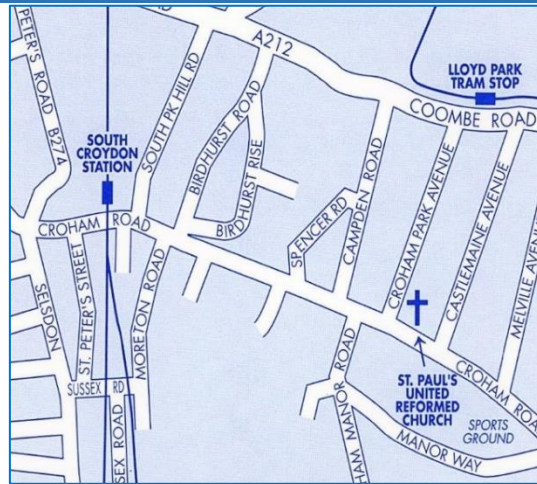 PETER'S ROAD B274
A212
LLOYD PARK
TRAM STOP
COOMBE ROAD
SOUTH
CROYDON
STATION
SOUTH PK HILL RD
BIRDHURST ROAD
BIRDHURST RISE
CROHAM ROAD
SPENCER RD
CAMPDEN ROAD
CROHAM PARK AVENUE
CASTLEMAINE AVENUE
MELVILLE AVENUE
SELSDON
ST. PETER'S STREET
MORETON ROAD
SUSSEX RD
SEX ROAD
HAM MANOR ROAD
ST. PAUL'S
UNITED
REFORMED
CHURCH
CROHAM ROA
SPORTS
GROUND
MANOR WAY